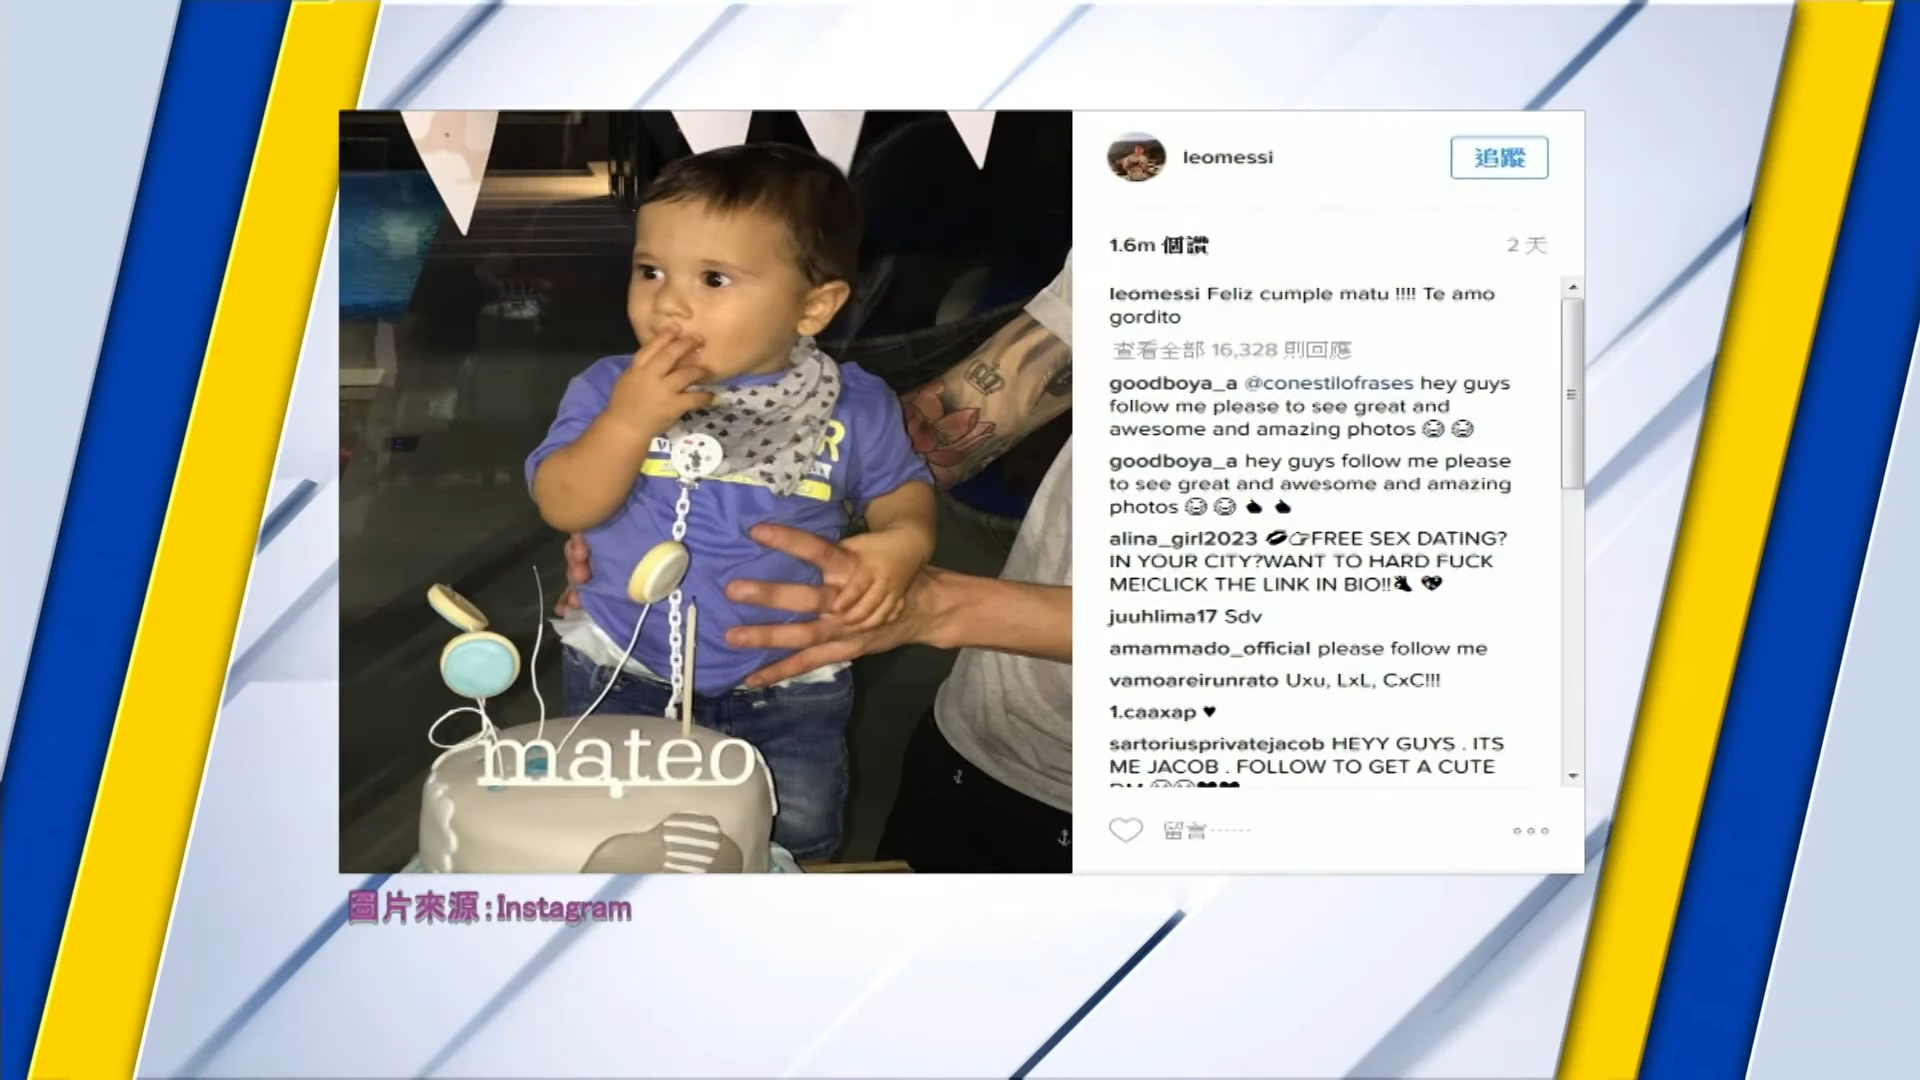 leomessi
追蹤
1.6m 個讚
2 天
leomessi Feliz cumple matu !!!! Te amo
gordito
查看全部 16,328 則回應
goodboya_a @conestilofrases hey guys
follow me please to see great and
awesome and amazing photos 😂 😂
goodboya_a hey guys follow me please
to see great and awesome and amazing
photos 😂 😂
alina_girl2023 💋👉FREE SEX DATING?
IN YOUR CITY?WANT TO HARD FUCK
ME!CLICK THE LINK IN BIO!!
juuhlima17 Sdv
amammado_official please follow me
vamoareirunrato Uxu, LxL, CxC!!!
1.caaxap ♥
sartoriusprivatejacob HEYY GUYS . ITS
ME JACOB . FOLLOW TO GET A CUTE
留言......
mateo
圖片來源:Instagram